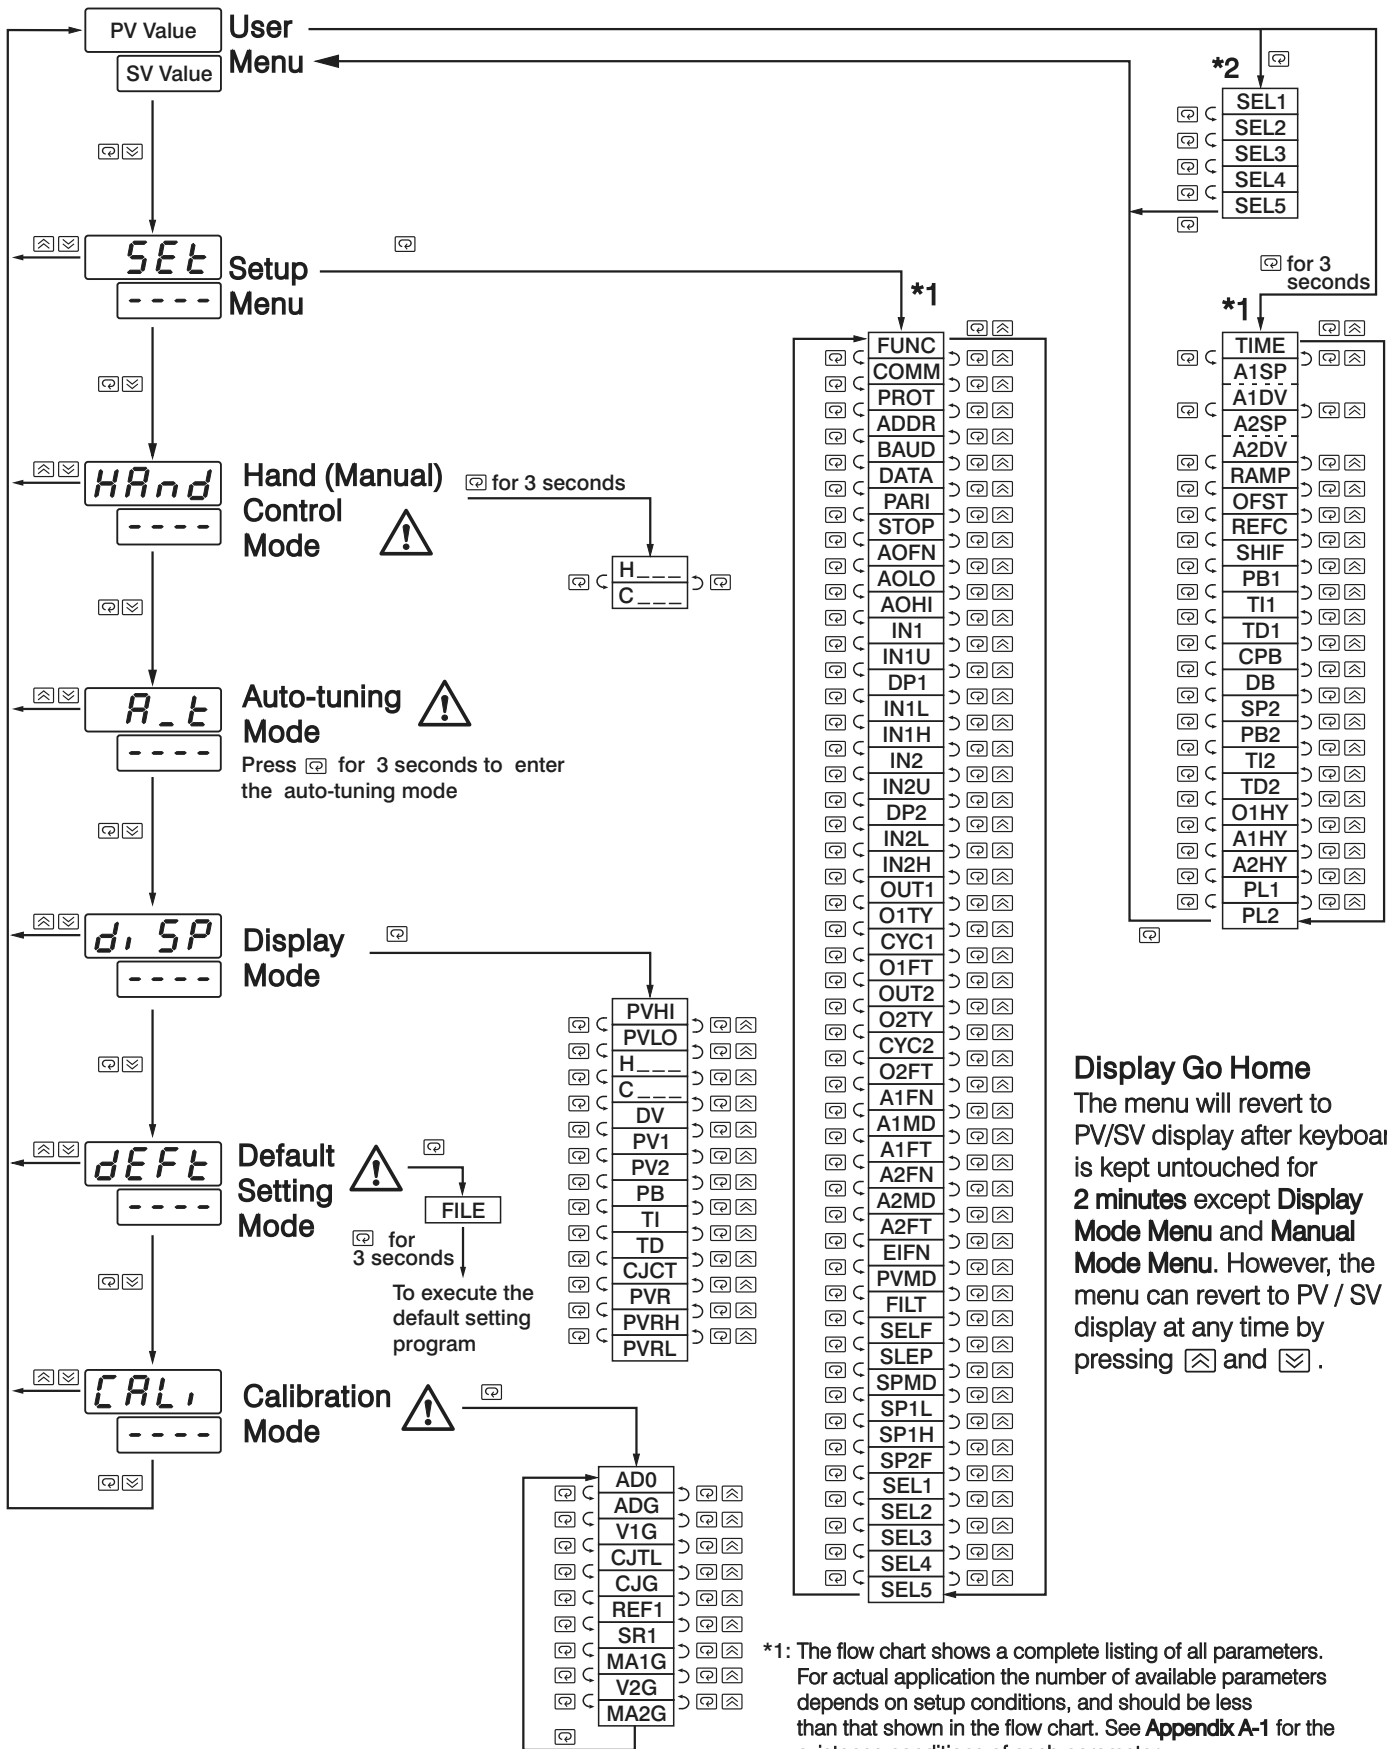 PV Value
User
Menu
SV Value
SEt
- - - -
Setup
Menu
HAnd
- - - -
Hand (Manual)
Control
Mode
for 3 seconds
H_ _ _
C_ _ _
A_t
- - - -
Auto-tuning
Mode
Press for 3 seconds to enter
the auto-tuning mode
di SP
- - - -
Display
Mode
PVHI
PVLO
H_ _ _
C_ _ _
DV
PV1
PV2
PB
TI
TD
CJCT
PVR
PVRH
PVRL
dEFt
- - - -
Default
Setting
Mode
FILE
for
3 seconds
To execute the
default setting
program
CALi
- - - -
Calibration
Mode
AD0
ADG
V1G
CJTL
CJG
REF1
SR1
MA1G
V2G
MA2G
*1
FUNC
COMM
PROT
ADDR
BAUD
DATA
PARI
STOP
AOFN
AOLO
AOHI
IN1
IN1U
DP1
IN1L
IN1H
IN2
IN2U
DP2
IN2L
IN2H
OUT1
O1TY
CYC1
O1FT
OUT2
O2TY
CYC2
O2FT
A1FN
A1MD
A1FT
A2FN
A2MD
A2FT
EIFN
PVMD
FILT
SELF
SLEP
SPMD
SP1L
SP1H
SP2F
SEL1
SEL2
SEL3
SEL4
SEL5
*2
SEL1
SEL2
SEL3
SEL4
SEL5
for 3
seconds
*1
TIME
A1SP
A1DV
A2SP
A2DV
RAMP
OFST
REFC
SHIF
PB1
TI1
TD1
CPB
DB
SP2
PB2
TI2
TD2
O1HY
A1HY
A2HY
PL1
PL2
Display Go Home
The menu will revert to
PV/SV display after keyboar
is kept untouched for
2 minutes except Display
Mode Menu and Manual
Mode Menu. However, the
menu can revert to PV / SV
display at any time by
pressing and .
*1: The flow chart shows a complete listing of all parameters.
For actual application the number of available parameters
depends on setup conditions, and should be less
than that shown in the flow chart. See Appendix A-1 for the